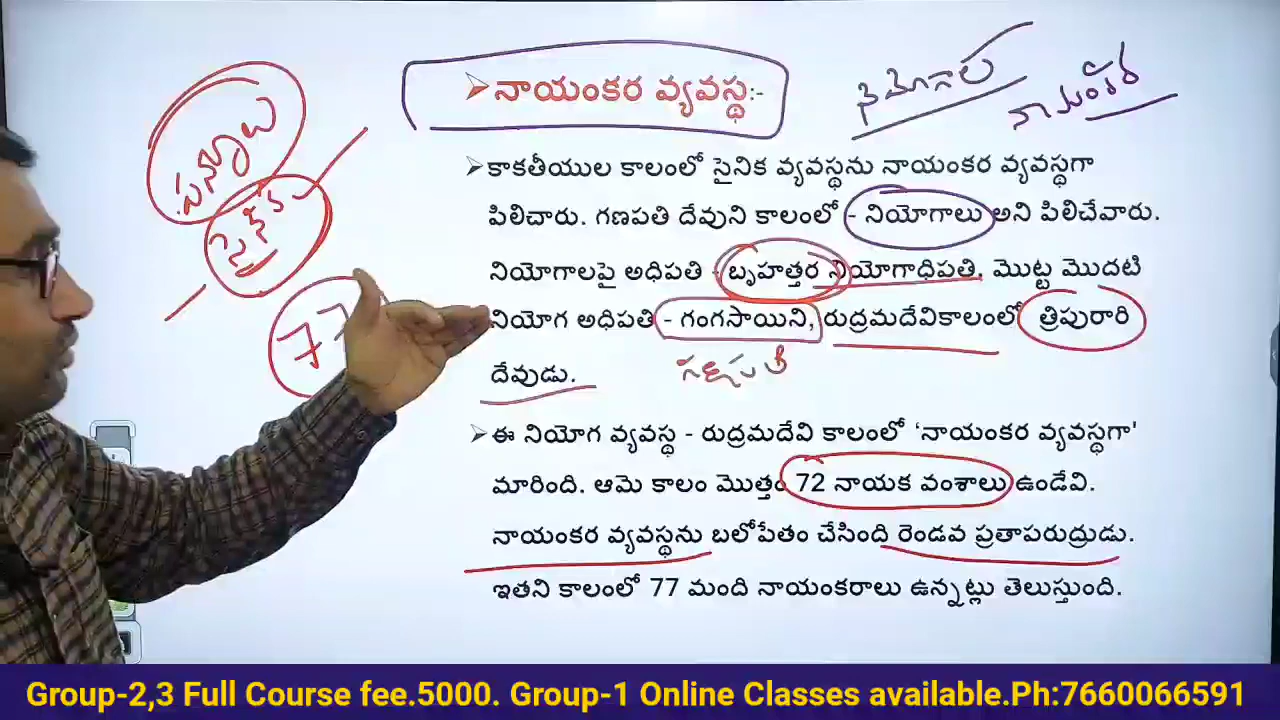 ➢ నాయంకర వ్యవస్థ:-
నియోగాలు
నాయంకర
పన్నులు
సైనిక
77
➢ కాకతీయుల కాలంలో సైనిక వ్యవస్థను నాయంకర వ్యవస్థగా
పిలిచారు. గణపతి దేవుని కాలంలో - నియోగాలు అని పిలిచేవారు.
నియోగాలపై అధిపతి - బృహత్తర నియోగాధిపతి. మొట్ట మొదటి
నియోగ అధిపతి - గంగసాయిని, రుద్రమదేవికాలంలో త్రిపురారి
దేవుడు.
➢ ఈ నియోగ వ్యవస్థ - రుద్రమదేవి కాలంలో ‘నాయంకర వ్యవస్థగా'
మారింది. ఆమె కాలం మొత్తం 72 నాయక వంశాలు ఉండేవి.
నాయంకర వ్యవస్థను బలోపేతం చేసింది రెండవ ప్రతాపరుద్రుడు.
ఇతని కాలంలో 77 మంది నాయంకరాలు ఉన్నట్లు తెలుస్తుంది.
Group-2,3 Full Course fee.5000. Group-1 Online Classes available.Ph:7660066591